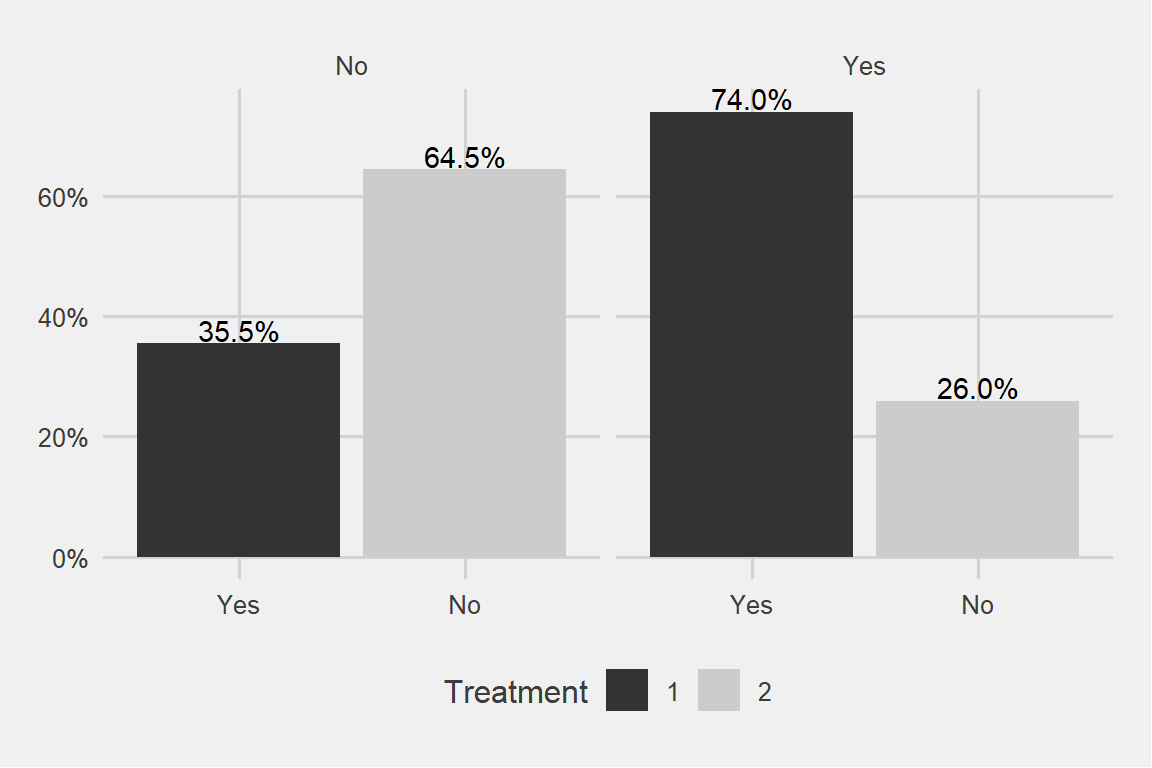 No Yes
74.0%
64.5%
60%
40%
35.5%
26.0%
20%
0%
Yes No Yes No
Treatment 1 2